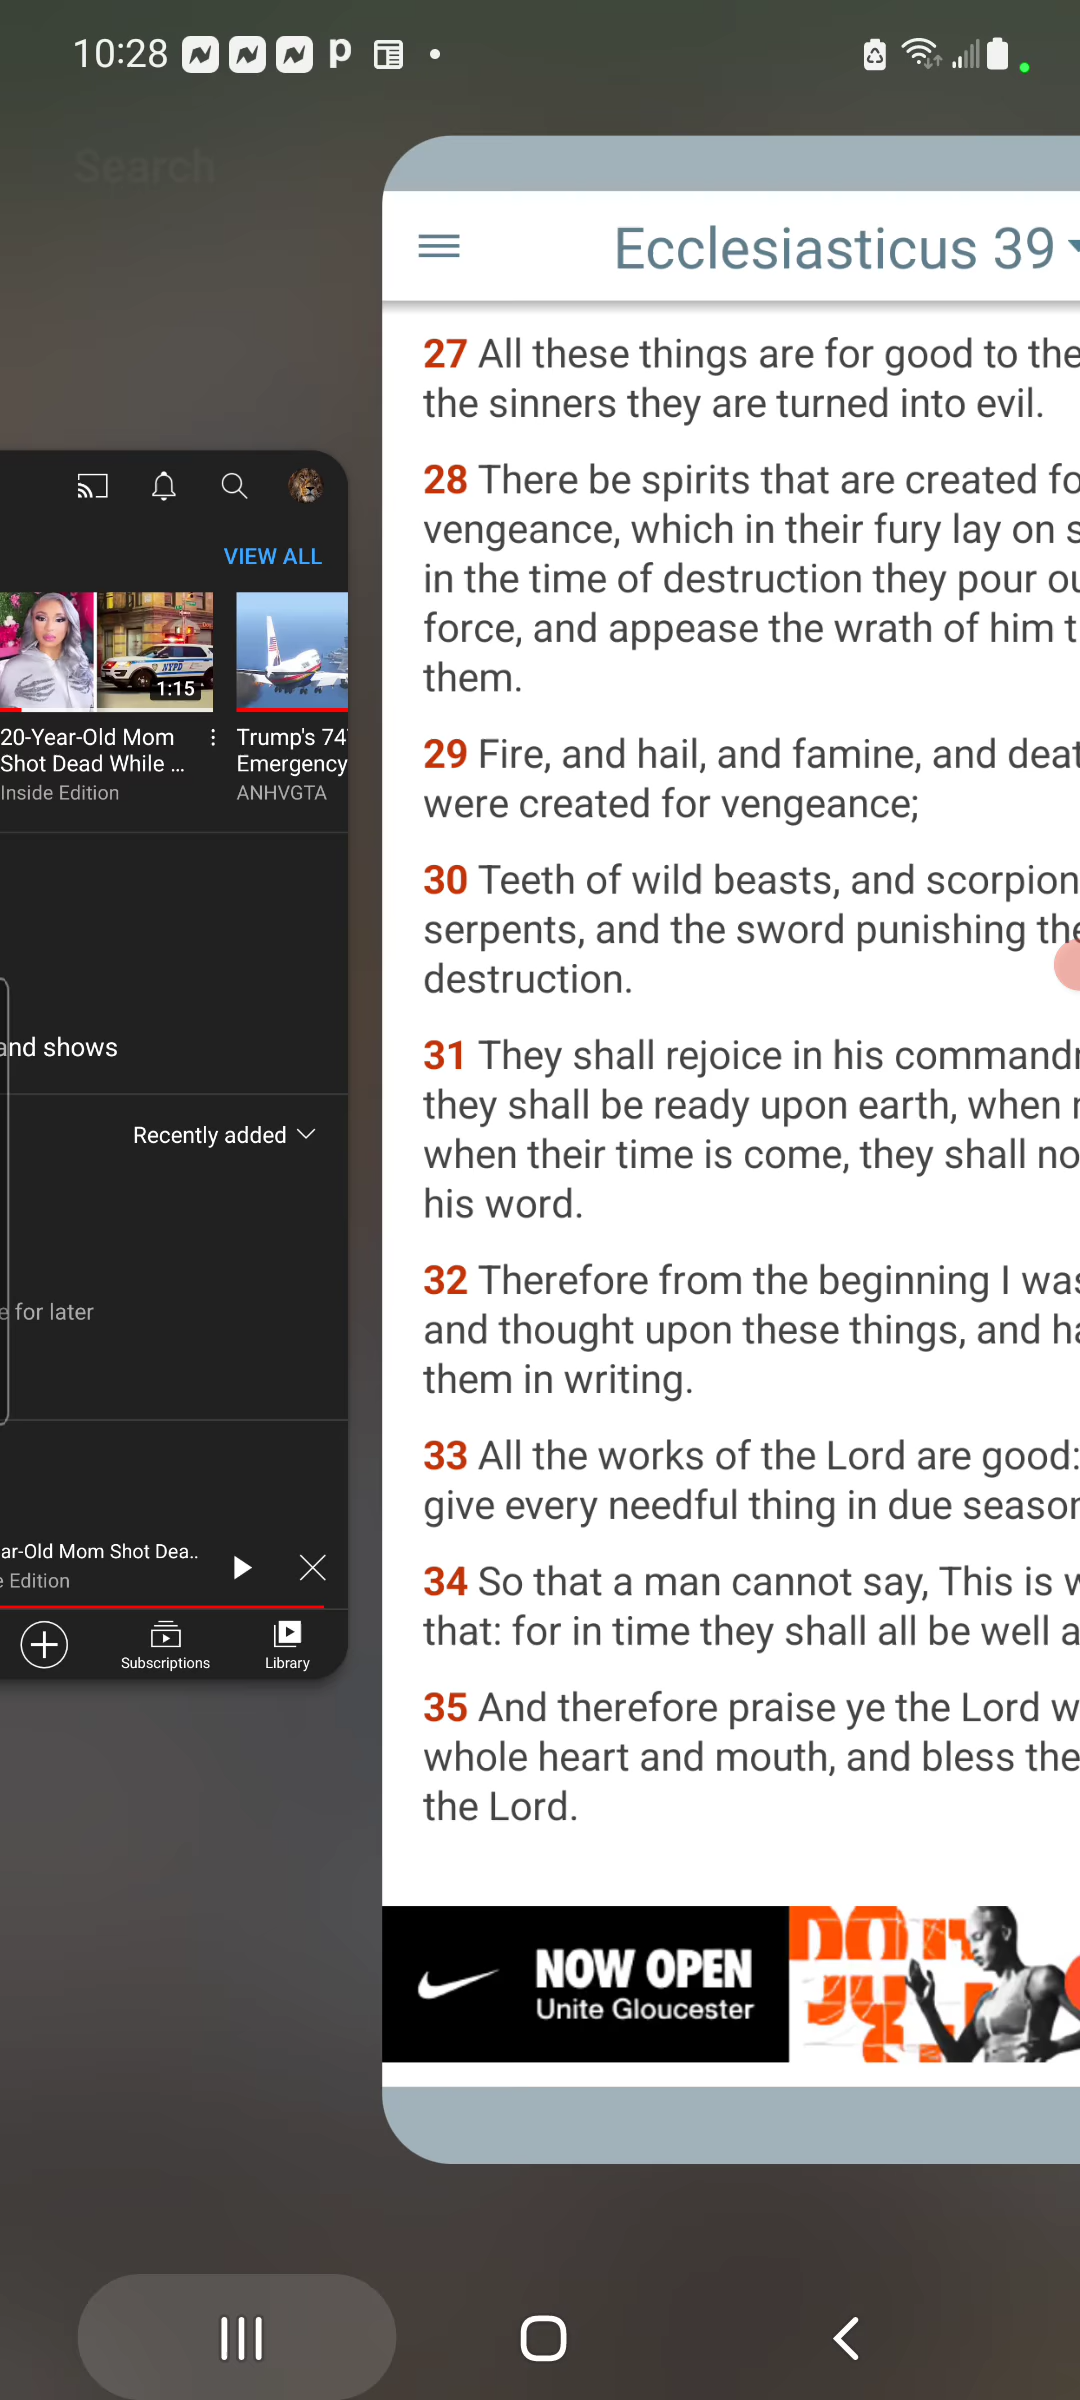 10:28
Search
Ecclesiasticus 39
27 All these things are for good to the
the sinners they are turned into evil.
28 There be spirits that are created
vengeance, which in their fury lay on
in the time of destruction they pour
force, and appease the wrath of him
them.
29 Fire, and hail, and famine, and
were created for vengeance;
30 Teeth of wild beasts, and scorpion
serpents, and the sword punishing the
destruction.
31 They shall rejoice in his
they shall be ready upon earth, when
when their time is come, they shall
his word.
32 Therefore from the beginning I
and thought upon these things, and
them in writing.
33 All the works of the Lord are good:
give every needful thing in due
34 So that a man cannot say, This is
that: for in time they shall all be well
35 And therefore praise ye the Lord
whole heart and mouth, and bless the
the Lord.
NOW OPEN
Unite Gloucester
VIEW ALL
NYPD
1:15
20-Year-Old Mom
Shot Dead While ...
Inside Edition
Trump's
Emergency
ANHVGTA
and shows
Recently added
for later
ar-Old Mom Shot Dea..
Edition
Subscriptions
Library